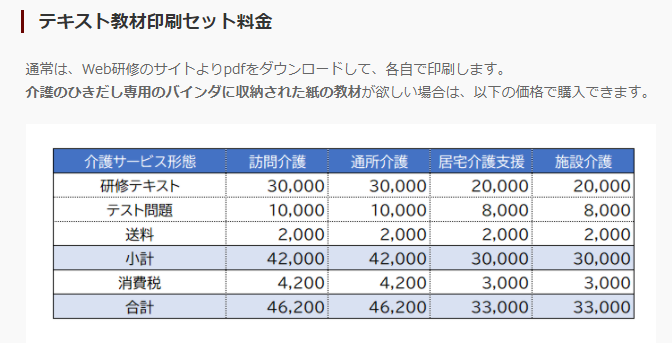 テキスト教材印刷セット料金
通常は、Web研修のサイトよりpdfをダウンロードして、各自で印刷します。
介護のひきだし専用のバインダに収納された紙の教材が欲しい場合は、以下の価格で購入できます。
介護サービス形態 訪問介護 通所介護 居宅介護支援 施設介護
研修テキスト 30,000 30,000 20,000 20,000
テスト問題 10,000 10,000 8,000 8,000
送料 2,000 2,000 2,000 2,000
小計 42,000 42,000 30,000 30,000
消費税 4,200 4,200 3,000 3,000
合計 46,200 46,200 33,000 33,000